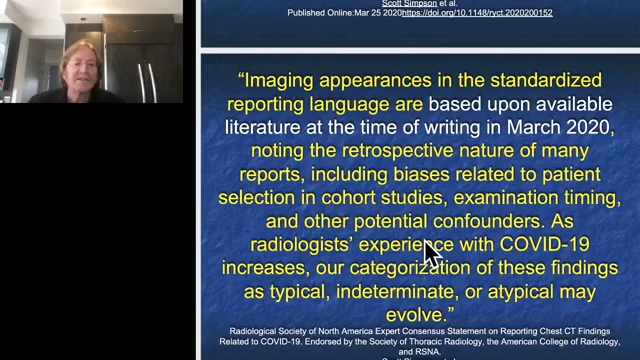 Scott Simpson et al.
Published Online:Mar 25 2020https://doi.org/10.1148/ryct.2020200152
“Imaging appearances in the standardized
reporting language are based upon available
literature at the time of writing in March 2020,
noting the retrospective nature of many
reports, including biases related to patient
selection in cohort studies, examination timing,
and other potential confounders. As
radiologists’ experience with COVID-19
increases, our categorization of these findings
as typical, indeterminate, or atypical may
evolve.”
Radiological Society of North America Expert Consensus Statement on Reporting Chest CT Findings
Related to COVID-19. Endorsed by the Society of Thoracic Radiology, the American College of Radiology,
and RSNA.